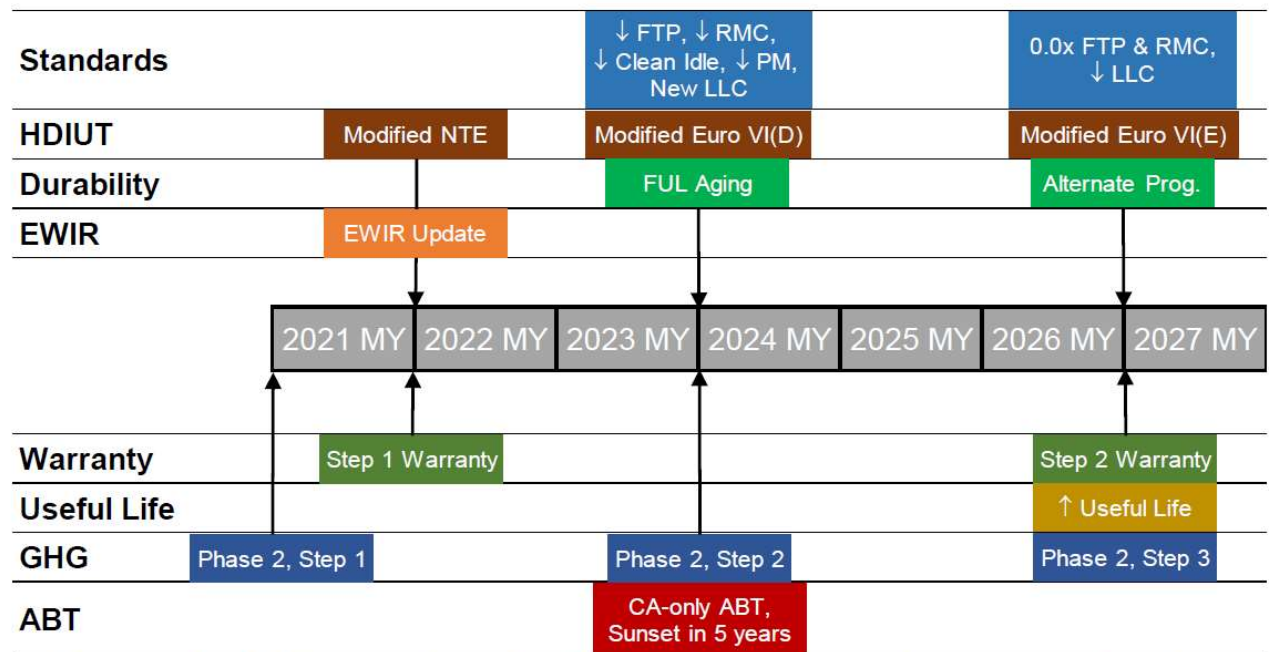 Standards
↓ FTP, ↓ RMC,
↓ Clean Idle, ↓ PM,
New LLC
0.0x FTP & RMC,
↓ LLC
HDIUT
Modified NTE
Modified Euro VI(D)
Modified Euro VI(E)
Durability
FUL Aging
Alternate Prog.
EWIR
EWIR Update
2021 MY
2022 MY
2023 MY
2024 MY
2025 MY
2026 MY
2027 MY
Warranty
Step 1 Warranty
Step 2 Warranty
Useful Life
↑ Useful Life
GHG
Phase 2, Step 1
Phase 2, Step 2
Phase 2, Step 3
ABT
CA-only ABT,
Sunset in 5 years